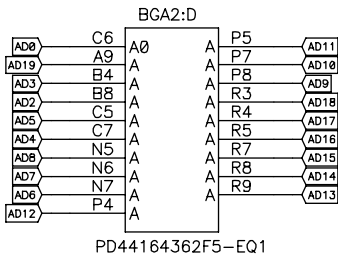 BGA2:D
AD0 C6 A0 A P5 AD11
AD19 A9 A A P7 AD10
AD3 B4 A A P8 AD9
AD2 B8 A A R3 AD18
AD5 C5 A A R4 AD17
AD4 C7 A A R5 AD16
AD8 N5 A A R7 AD15
AD7 N6 A A R8 AD14
AD6 N7 A A R9 AD13
AD12 P4 A
PD44164362F5-EQ1